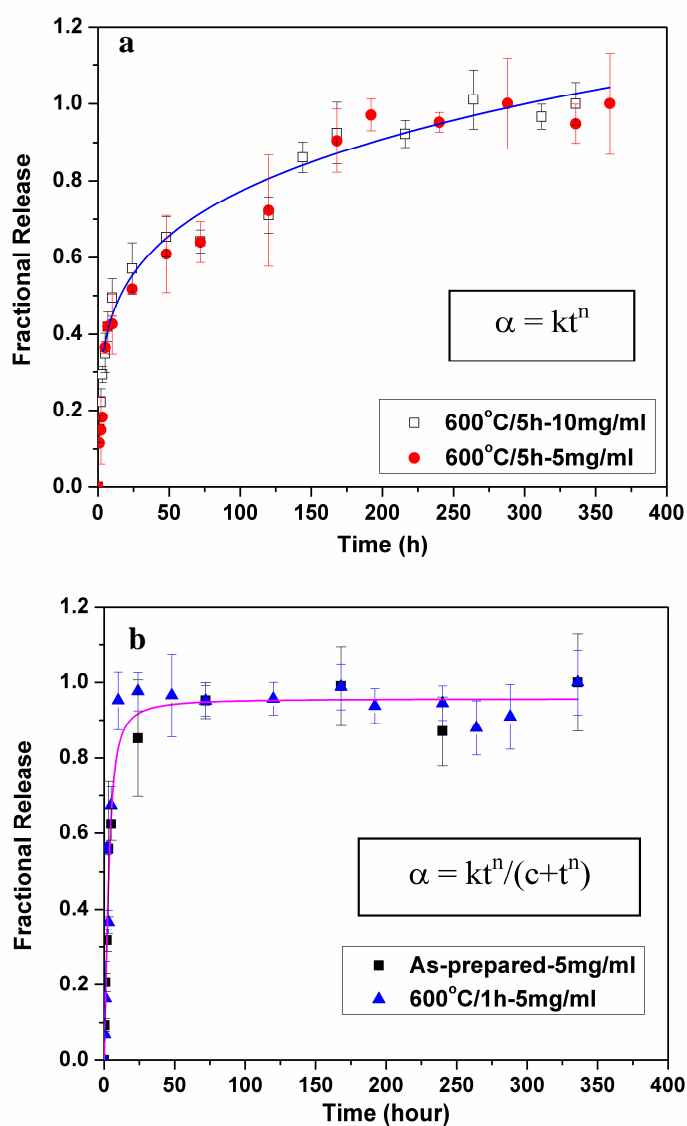 a
1.2
1.0
0.8
0.6
0.4
0.2
0.0
Fractional Release
α = ktⁿ
600°C/5h-10mg/ml
600°C/5h-5mg/ml
0 50 100 150 200 250 300 350 400
Time (h)
b
1.2
1.0
0.8
0.6
0.4
0.2
0.0
Fractional Release
α = ktⁿ/(c+tⁿ)
As-prepared-5mg/ml
600°C/1h-5mg/ml
0 50 100 150 200 250 300 350 400
Time (hour)